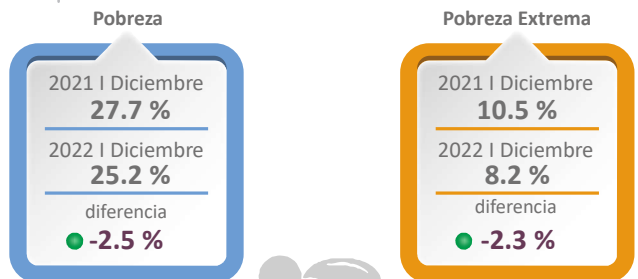 Pobreza
2021 I Diciembre
27.7 %
2022 I Diciembre
25.2 %
diferencia
-2.5 %
Pobreza Extrema
2021 I Diciembre
10.5 %
2022 I Diciembre
8.2 %
diferencia
-2.3 %